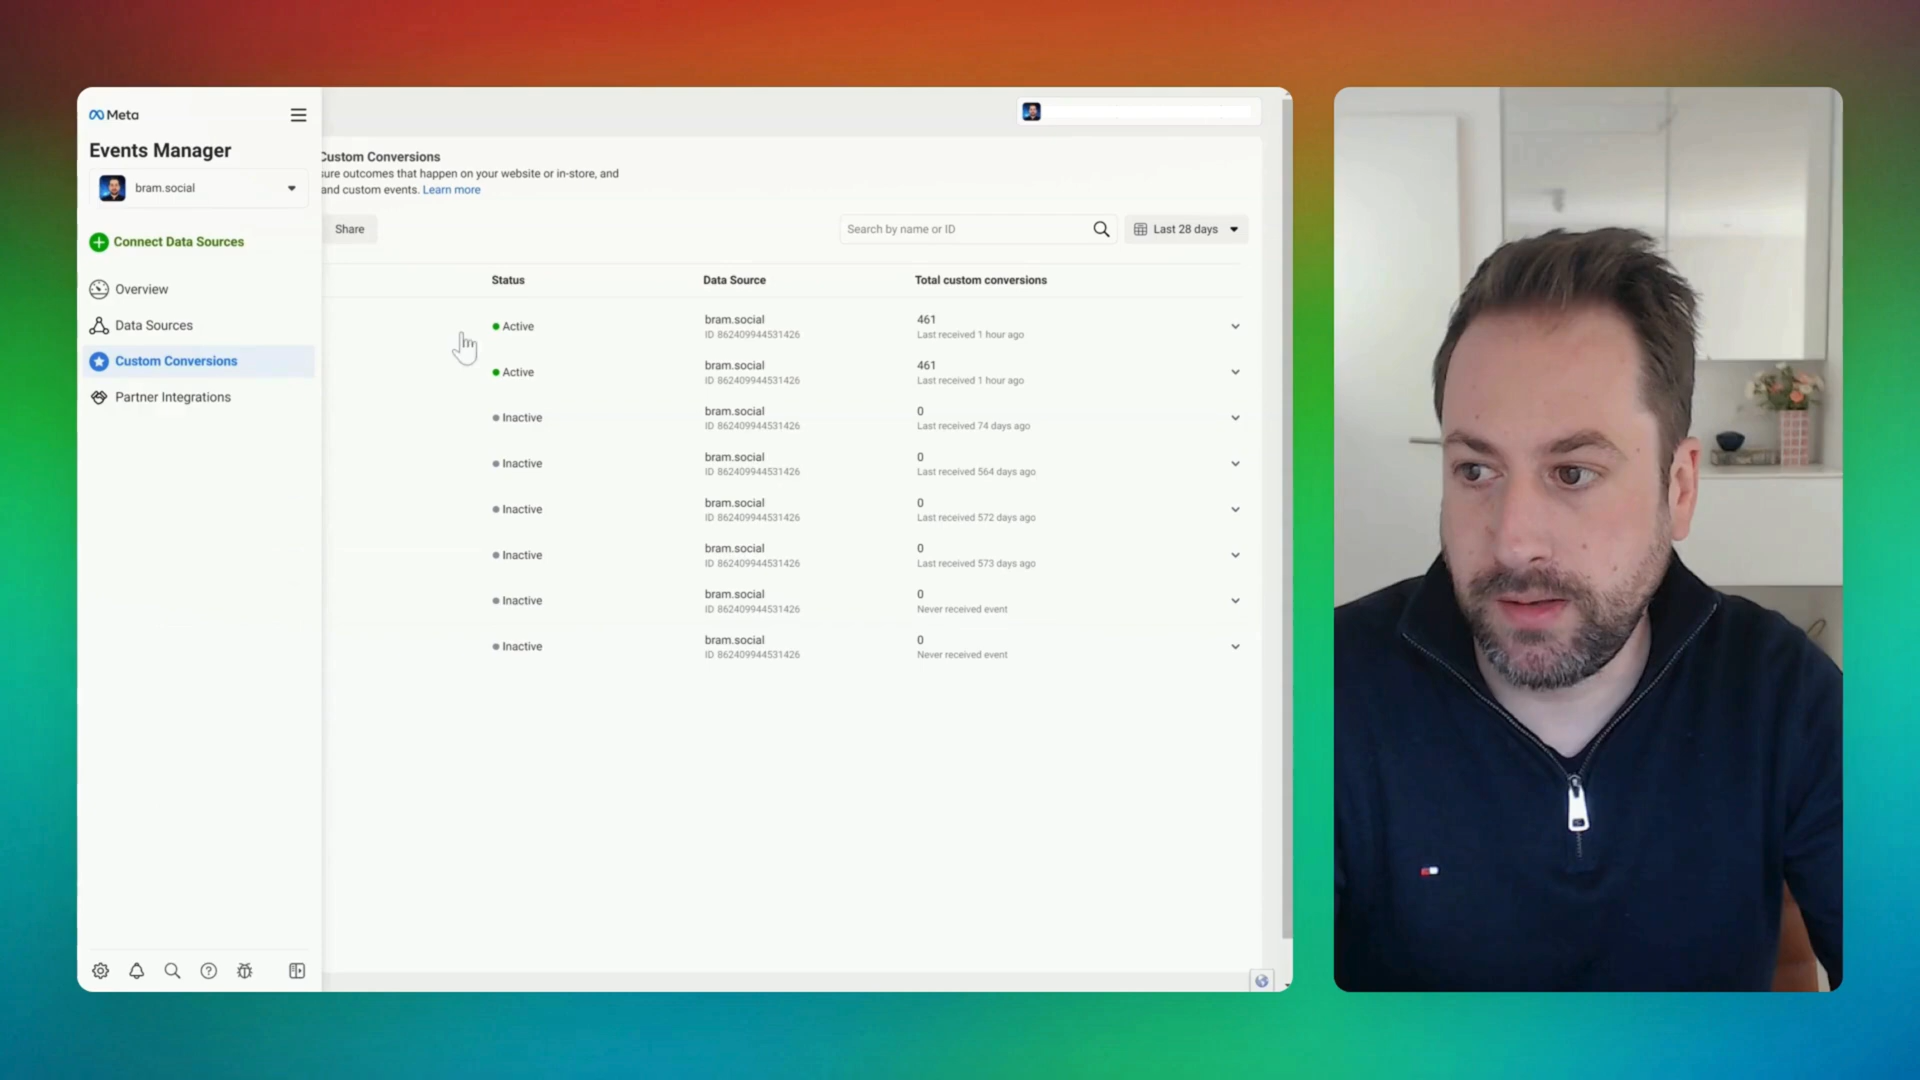 Meta
Events Manager
bram.social
Connect Data Sources
Overview
Data Sources
Custom Conversions
Partner Integrations
Custom Conversions
sure outcomes that happen on your website or in-store, and
and custom events. Learn more
Share
Search by name or ID
Last 28 days
Status Data Source Total custom conversions
Active bram.social 461
ID 862409944531426 Last received 1 hour ago
Active bram.social 461
ID 862409944531426 Last received 1 hour ago
Inactive bram.social 0
ID 862409944531426 Last received 74 days ago
Inactive bram.social 0
ID 862409944531426 Last received 564 days ago
Inactive bram.social 0
ID 862409944531426 Last received 572 days ago
Inactive bram.social 0
ID 862409944531426 Last received 573 days ago
Inactive bram.social 0
ID 862409944531426 Never received event
Inactive bram.social 0
ID 862409944531426 Never received event